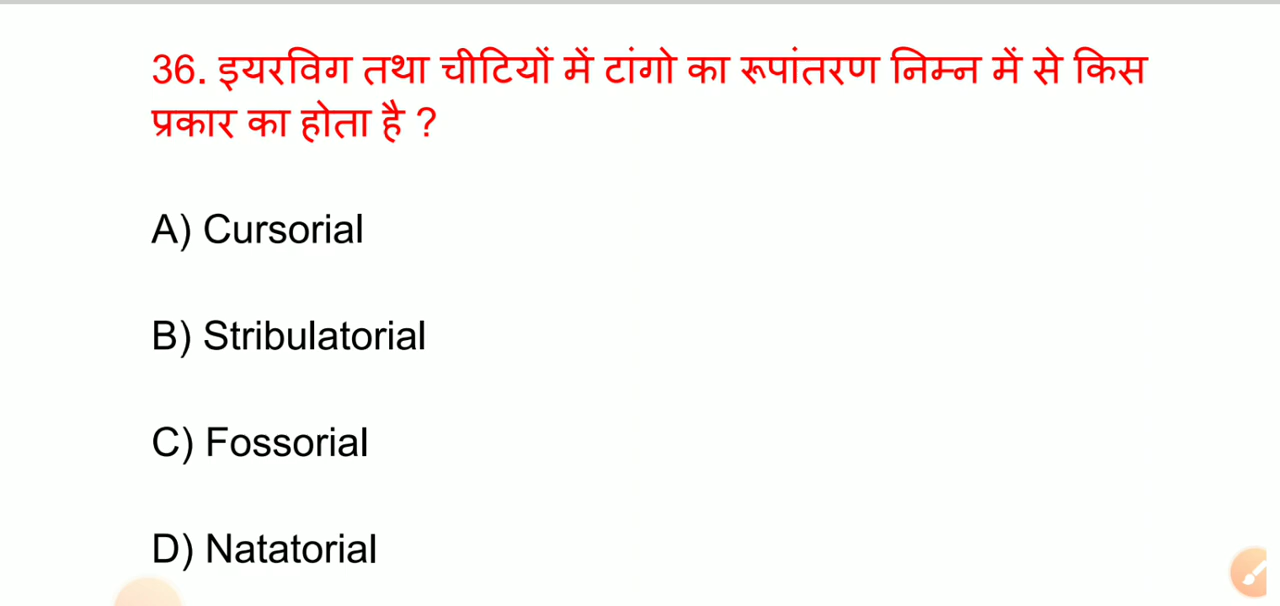 36. इयरविग तथा चीटियों में टांगो का रूपांतरण निम्न में से किस
प्रकार का होता है ?
A) Cursorial
B) Stribulatorial
C) Fossorial
D) Natatorial